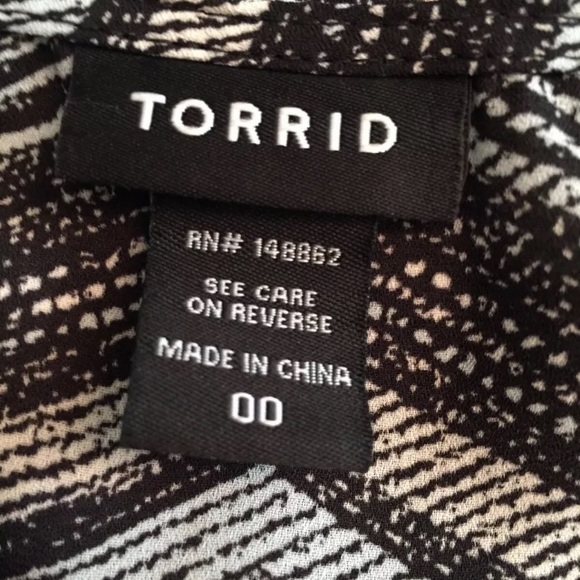 TORRID
RN# 148862
SEE CARE
ON REVERSE
MADE IN CHINA
00